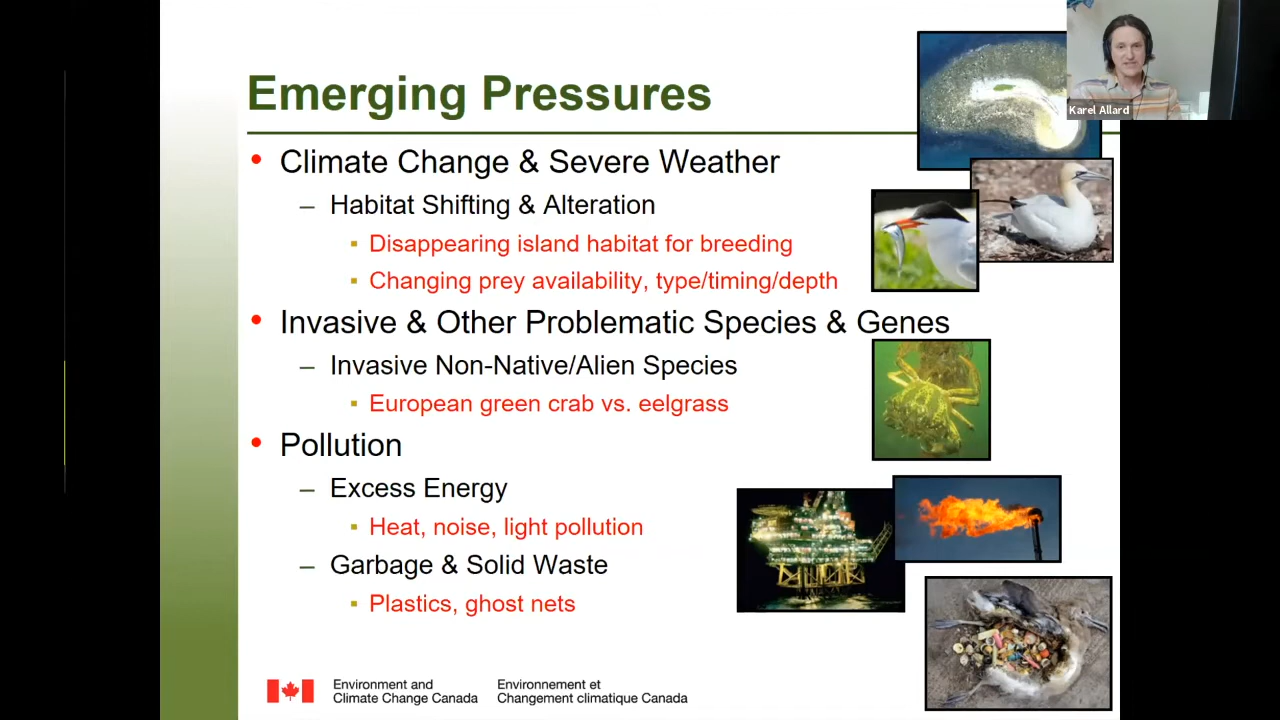 Karel Allard
Emerging Pressures
• Climate Change & Severe Weather
– Habitat Shifting & Alteration
▪ Disappearing island habitat for breeding
▪ Changing prey availability, type/timing/depth
• Invasive & Other Problematic Species & Genes
– Invasive Non-Native/Alien Species
▪ European green crab vs. eelgrass
• Pollution
– Excess Energy
▪ Heat, noise, light pollution
– Garbage & Solid Waste
▪ Plastics, ghost nets
Environment and
Climate Change Canada
Environnement et
Changement climatique Canada